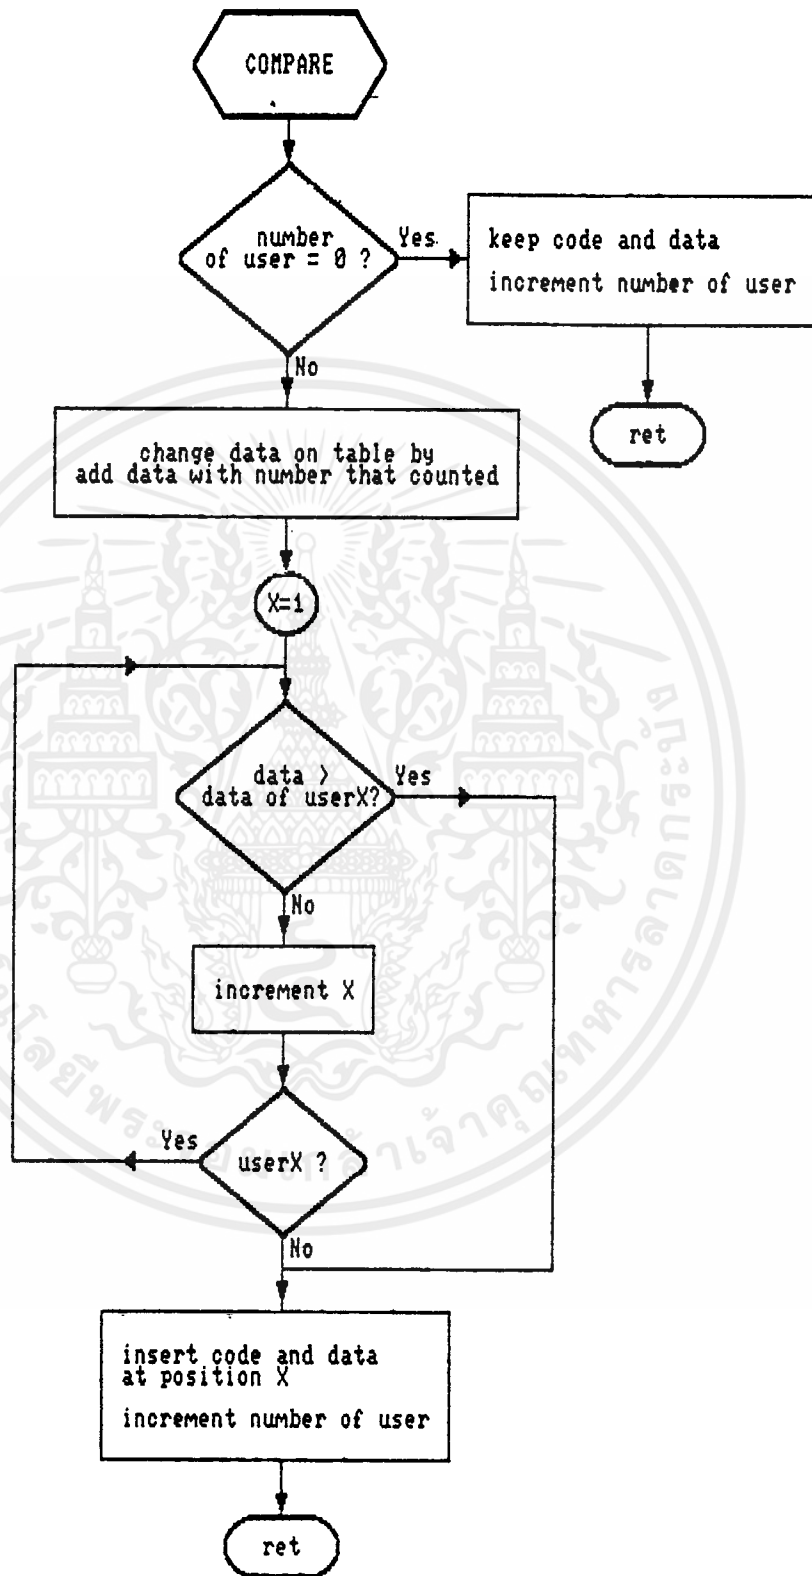 COMPARE
number
of user = 0 ?
Yes
keep code and data
increment number of user
ret
No
change data on table by
add data with number that counted
X=1
data >
data of userX?
Yes
No
increment X
userX ?
Yes
No
insert code and data
at position X
increment number of user
ret